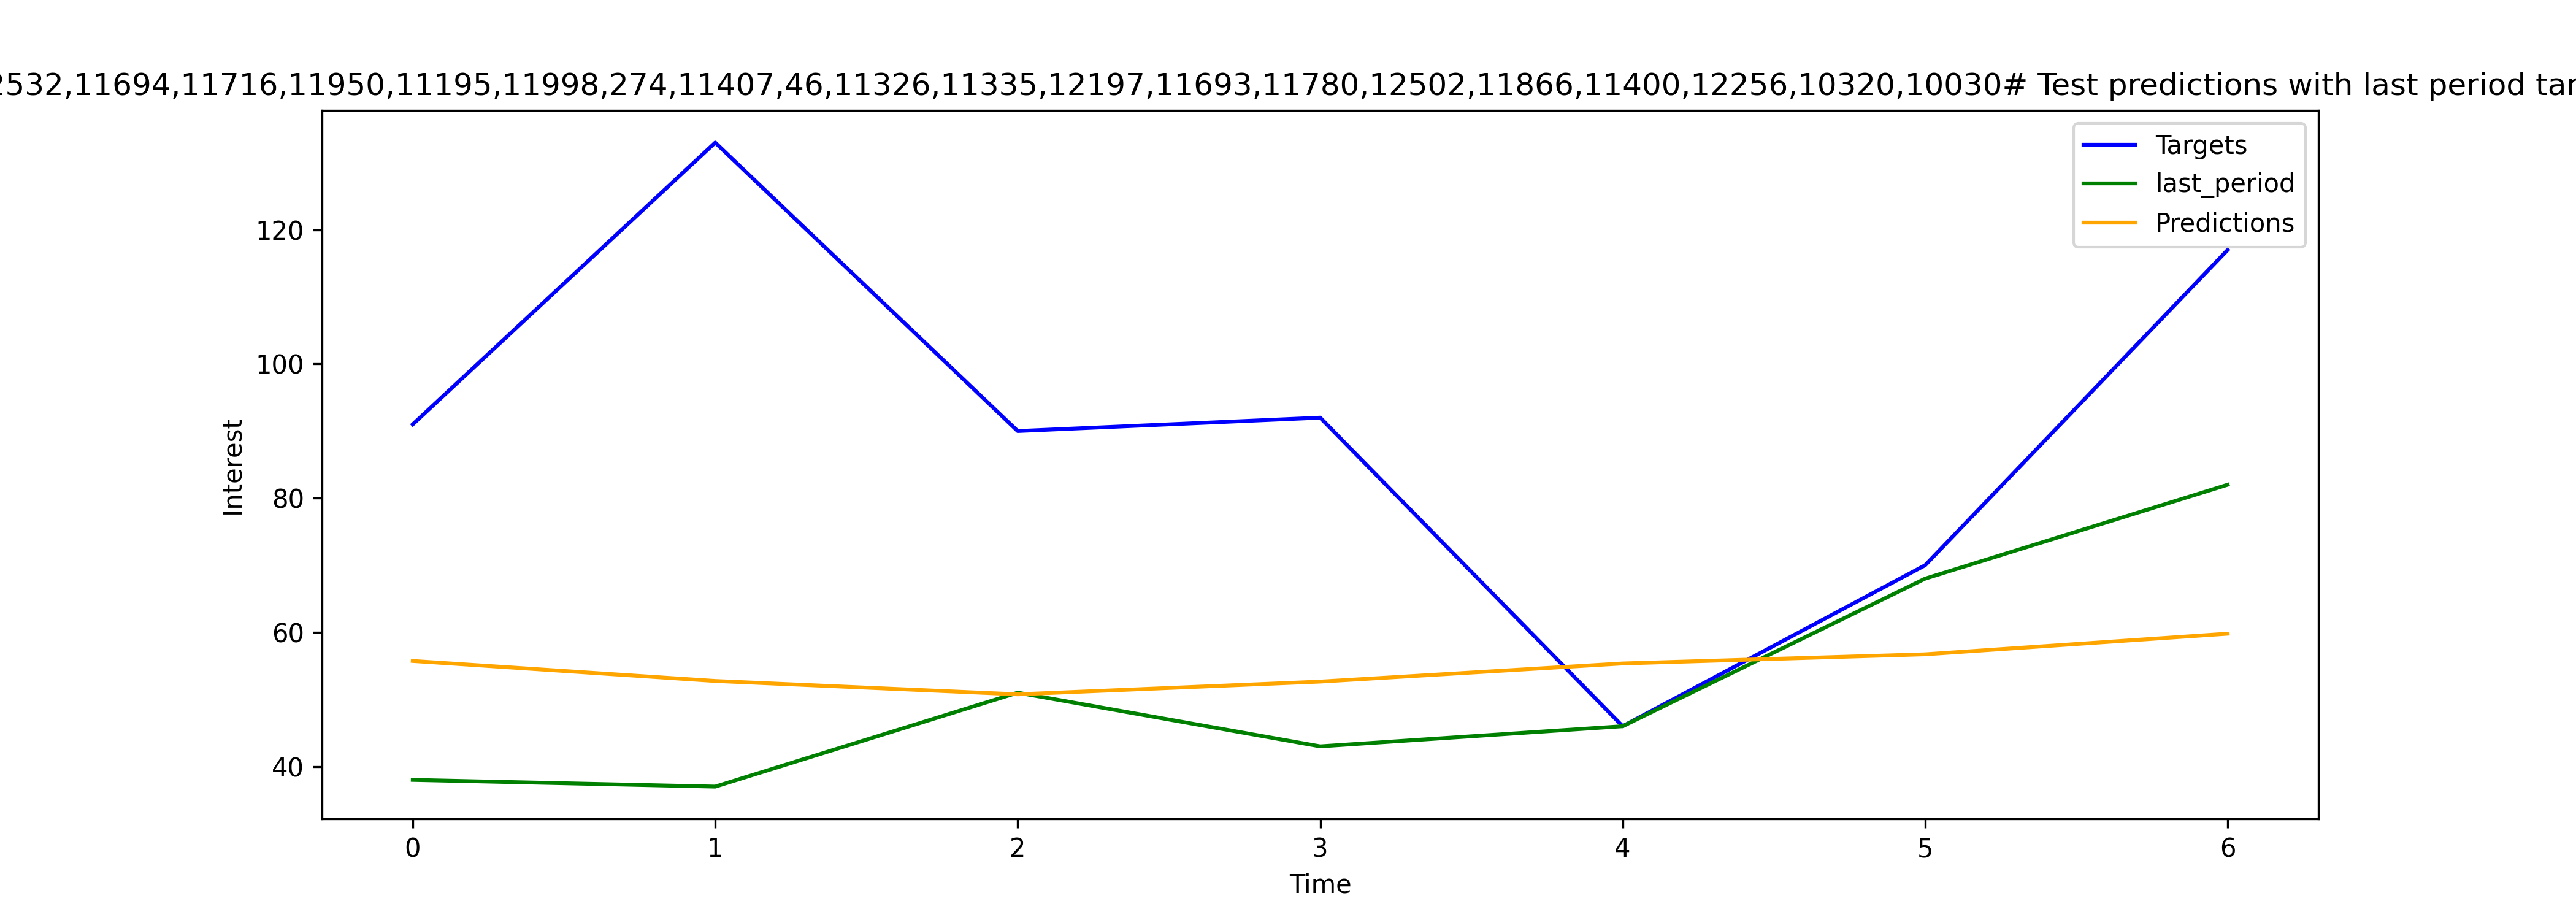 2532,11694,11716,11950,11195,11998,274,11407,46,11326,11335,12197,11693,11780,12502,11866,11400,12256,10320,10030# Test predictions with last period tar
Targets
last_period
Predictions
120
100
80
60
40
Interest
0 1 2 3 4 5 6
Time